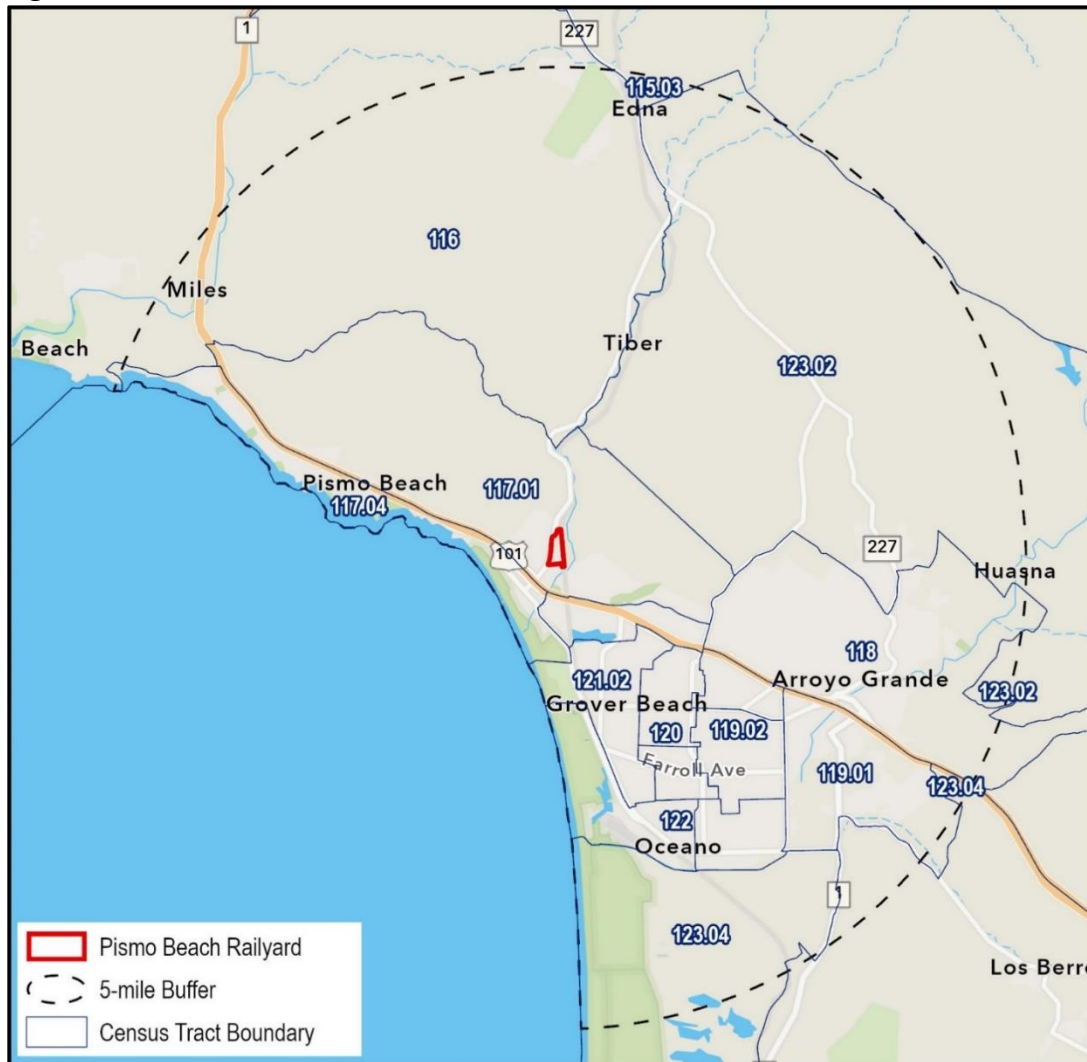 1
227
115.03
Edna
116
Miles
Beach
Tiber
123.02
Pismo Beach
117.04
117.01
101
227
Huasna
118
Arroyo Grande
123.02
121.02
Grover Beach
120
119.02
Farroll Ave
119.01
123.04
122
Oceano
1
123.04
Los Berr
Pismo Beach Railyard
5-mile Buffer
Census Tract Boundary